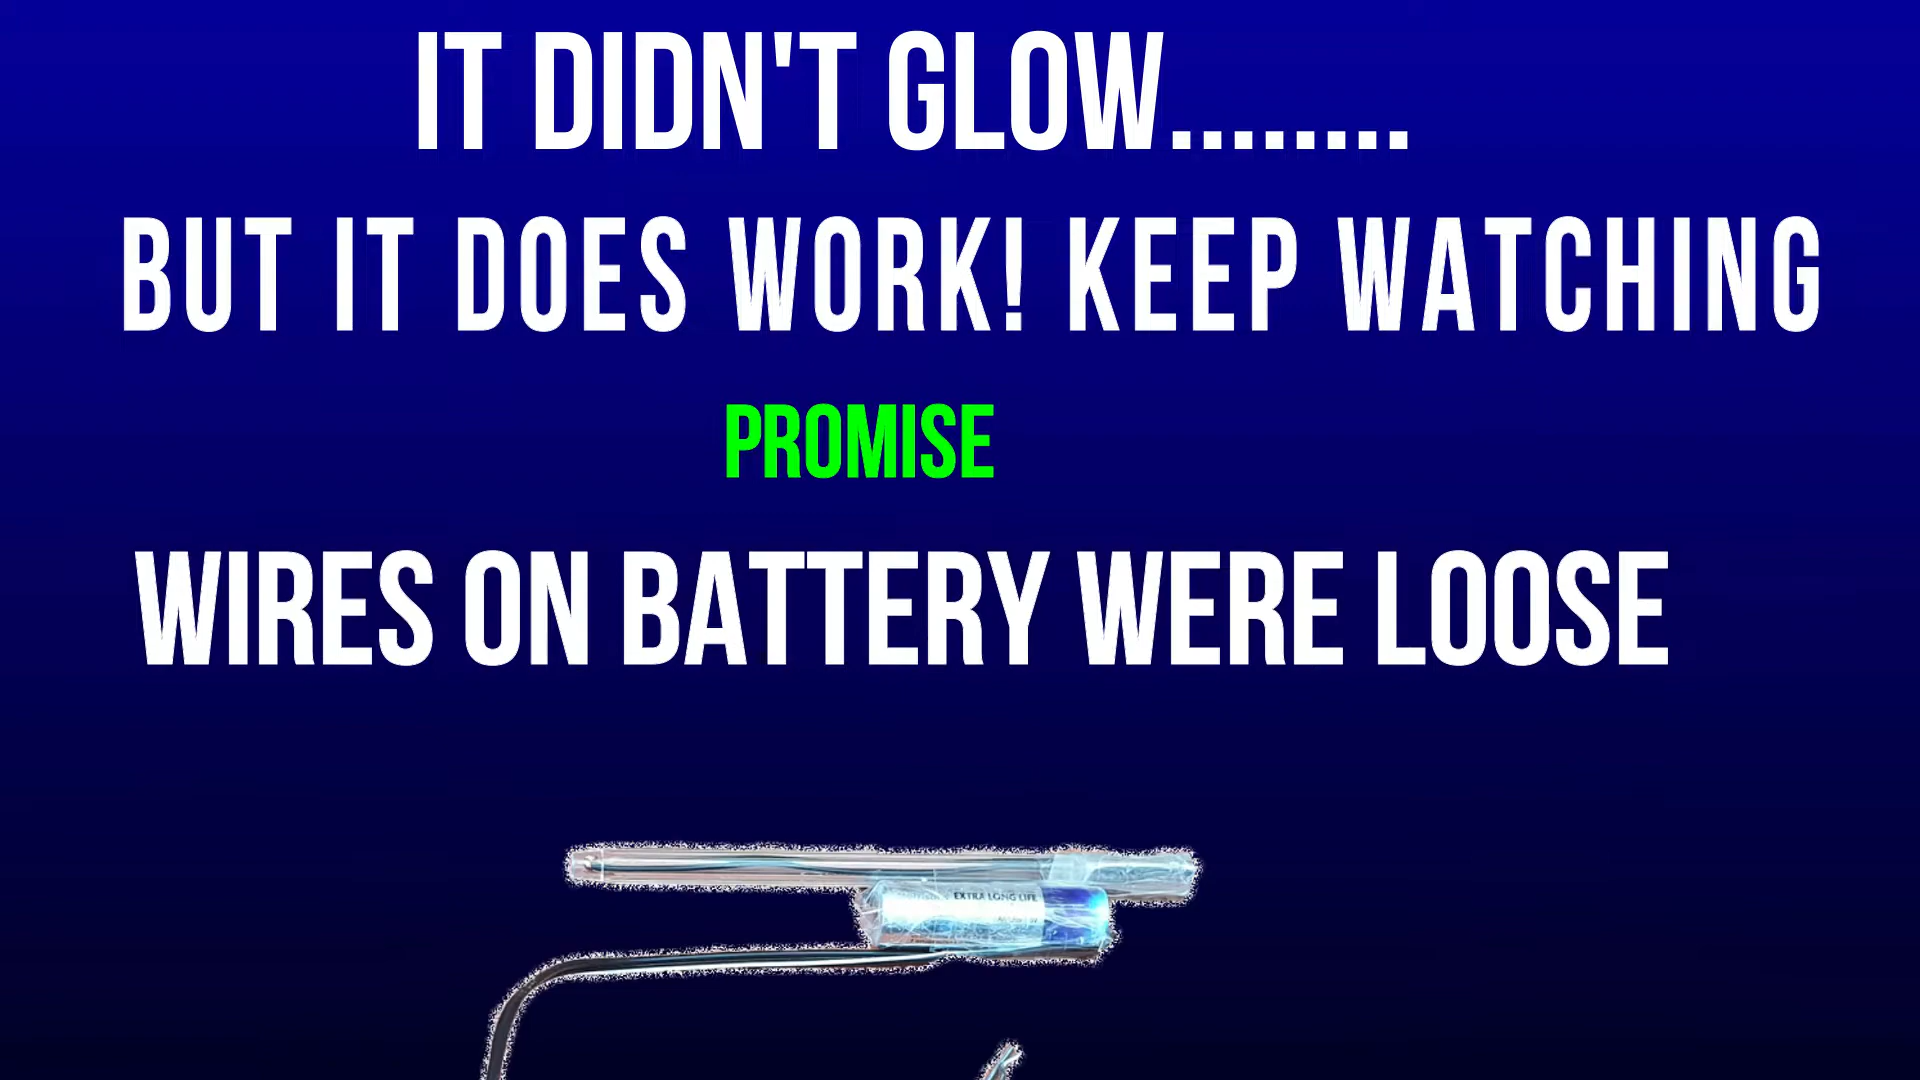 IT DIDN'T GLOW........
BUT IT DOES WORK! KEEP WATCHING
PROMISE
WIRES ON BATTERY WERE LOOSE
EXTRA LONG LIFE